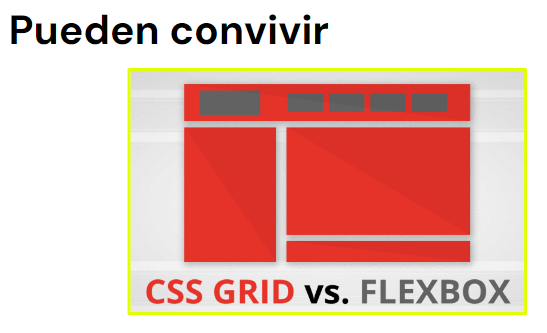 Pueden convivir
CSS GRID vs. FLEXBOX